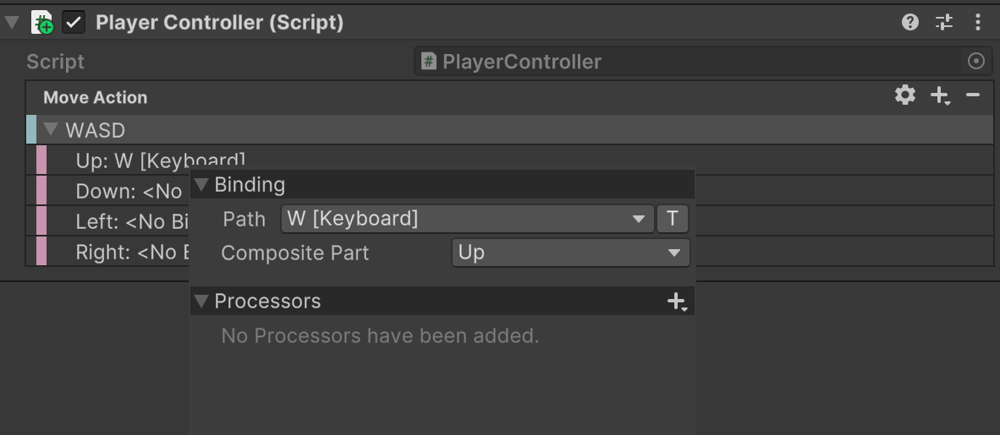 Player Controller (Script)
Script
PlayerController
Move Action
WASD
Up: W [Keyboard]
Down: <No
Left: <No Bi
Right: <No
Binding
Path
W [Keyboard]
T
Composite Part
Up
Processors
No Processors have been added.